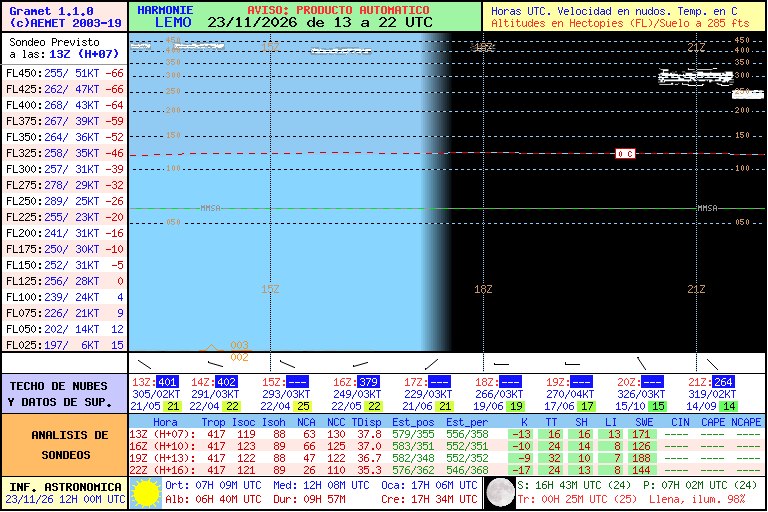 Gramet 1.1.0
(c)AEMET 2003-19
HARMONIE
LEMO
AVISO: PRODUCTO AUTOMATICO
23/11/2026 de 13 a 22 UTC
Horas UTC. Velocidad en nudos. Temp. en C
Altitudes en Hectopies (FL)/Suelo a 285 fts
Sondeo Previsto
a las: 13Z (H+07)
FL450: 255/ 51KT -66
FL425: 262/ 47KT -66
FL400: 268/ 43KT -64
FL375: 267/ 39KT -59
FL350: 264/ 36KT -52
FL325: 258/ 35KT -46
FL300: 257/ 31KT -39
FL275: 278/ 29KT -32
FL250: 289/ 25KT -26
FL225: 255/ 23KT -20
FL200: 241/ 31KT -16
FL175: 250/ 30KT -10
FL150: 252/ 31KT -5
FL125: 256/ 28KT 0
FL100: 239/ 24KT 4
FL075: 226/ 21KT 9
FL050: 202/ 14KT 12
FL025: 197/ 6KT 15
450 450
400 400
350 350
300 300
250 250
200 200
150 150
100 100
050 050
15Z 18Z 21Z
0 C
MMSA MMSA
15Z 18Z 21Z
003
002
TECHO DE NUBES
Y DATOS DE SUP.
13Z: 401 14Z: 402 15Z: --- 16Z: 379 17Z: --- 18Z: --- 19Z: --- 20Z: --- 21Z: 264
305/02KT 291/03KT 293/03KT 249/03KT 229/03KT 266/03KT 270/04KT 326/03KT 319/02KT
21/05 21 22/04 22 22/04 25 22/05 22 21/06 21 19/06 19 17/06 17 15/10 15 14/09 14
ANALISIS DE
SONDEOS
Hora Trop Isoc Isoh NCA NCC TDisp Est_pos Est_per K TT SH LI SWE CIN CAPE NCAPE
13Z (H+07): 417 119 88 63 130 37.8 579/355 556/358 -13 16 16 13 171 ---- ---- ----
16Z (H+10): 417 123 89 66 135 37.0 583/351 552/351 -10 24 14 8 126 ---- ---- ----
19Z (H+13): 417 122 88 47 122 36.7 582/348 552/352 -9 32 10 7 188 ---- ---- ----
22Z (H+16): 417 121 89 26 110 35.3 576/362 546/368 -17 24 13 8 144 ---- ---- ----
INF. ASTRONOMICA
23/11/26 12H 00M UTC
Ort: 07H 09M UTC Med: 12H 08M UTC Oca: 17H 06M UTC
Alb: 06H 40M UTC Dur: 09H 57M Cre: 17H 34M UTC
S: 16H 43M UTC (24) P: 07H 02M UTC (24)
Tr: 00H 25M UTC (25) Llena, ilum. 98%